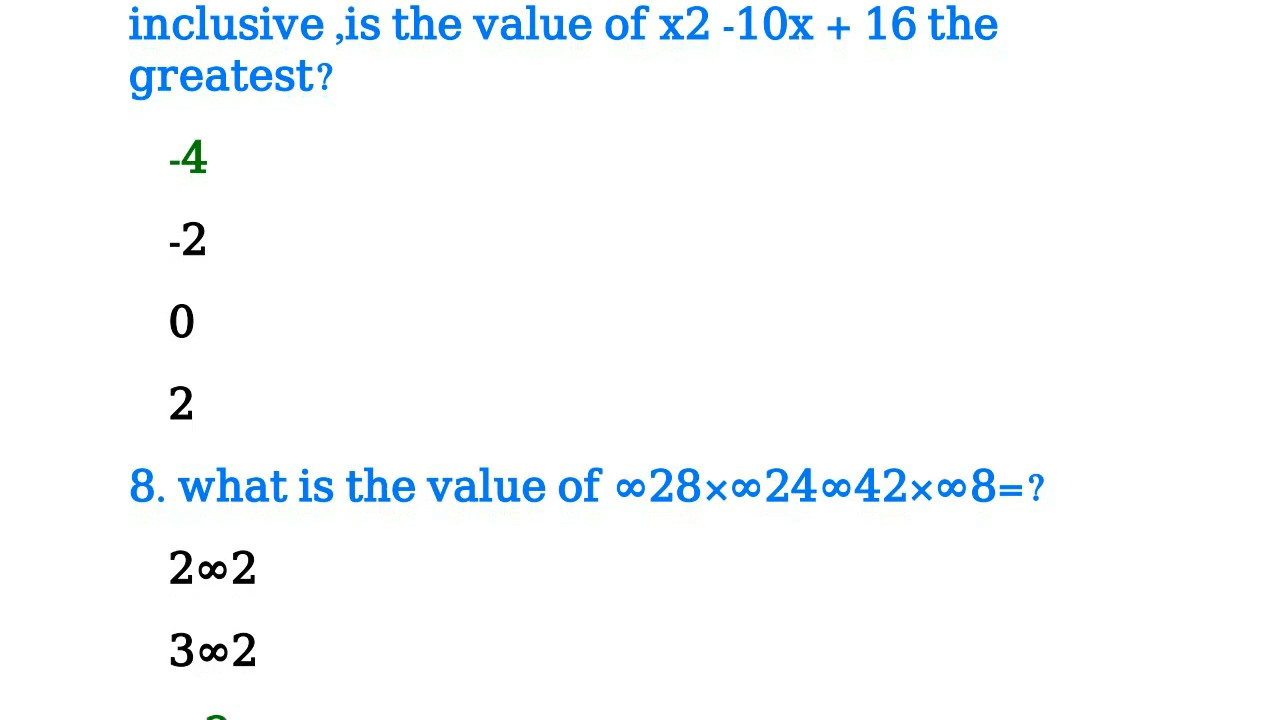 inclusive ,is the value of x2 -10x + 16 the
greatest?
-4
-2
0
2
8. what is the value of ∞28×∞24∞42×∞8=?
2∞2
3∞2